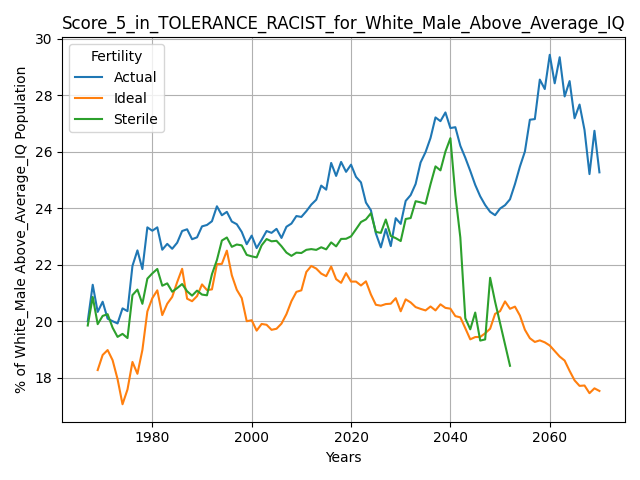 Score_5_in_TOLERANCE_RACIST_for_White_Male_Above_Average_IQ
% of White_Male Above_Average_IQ Population
30
28
26
24
22
20
18
Fertility
Actual
Ideal
Sterile
1980
2000
2020
2040
2060
Years